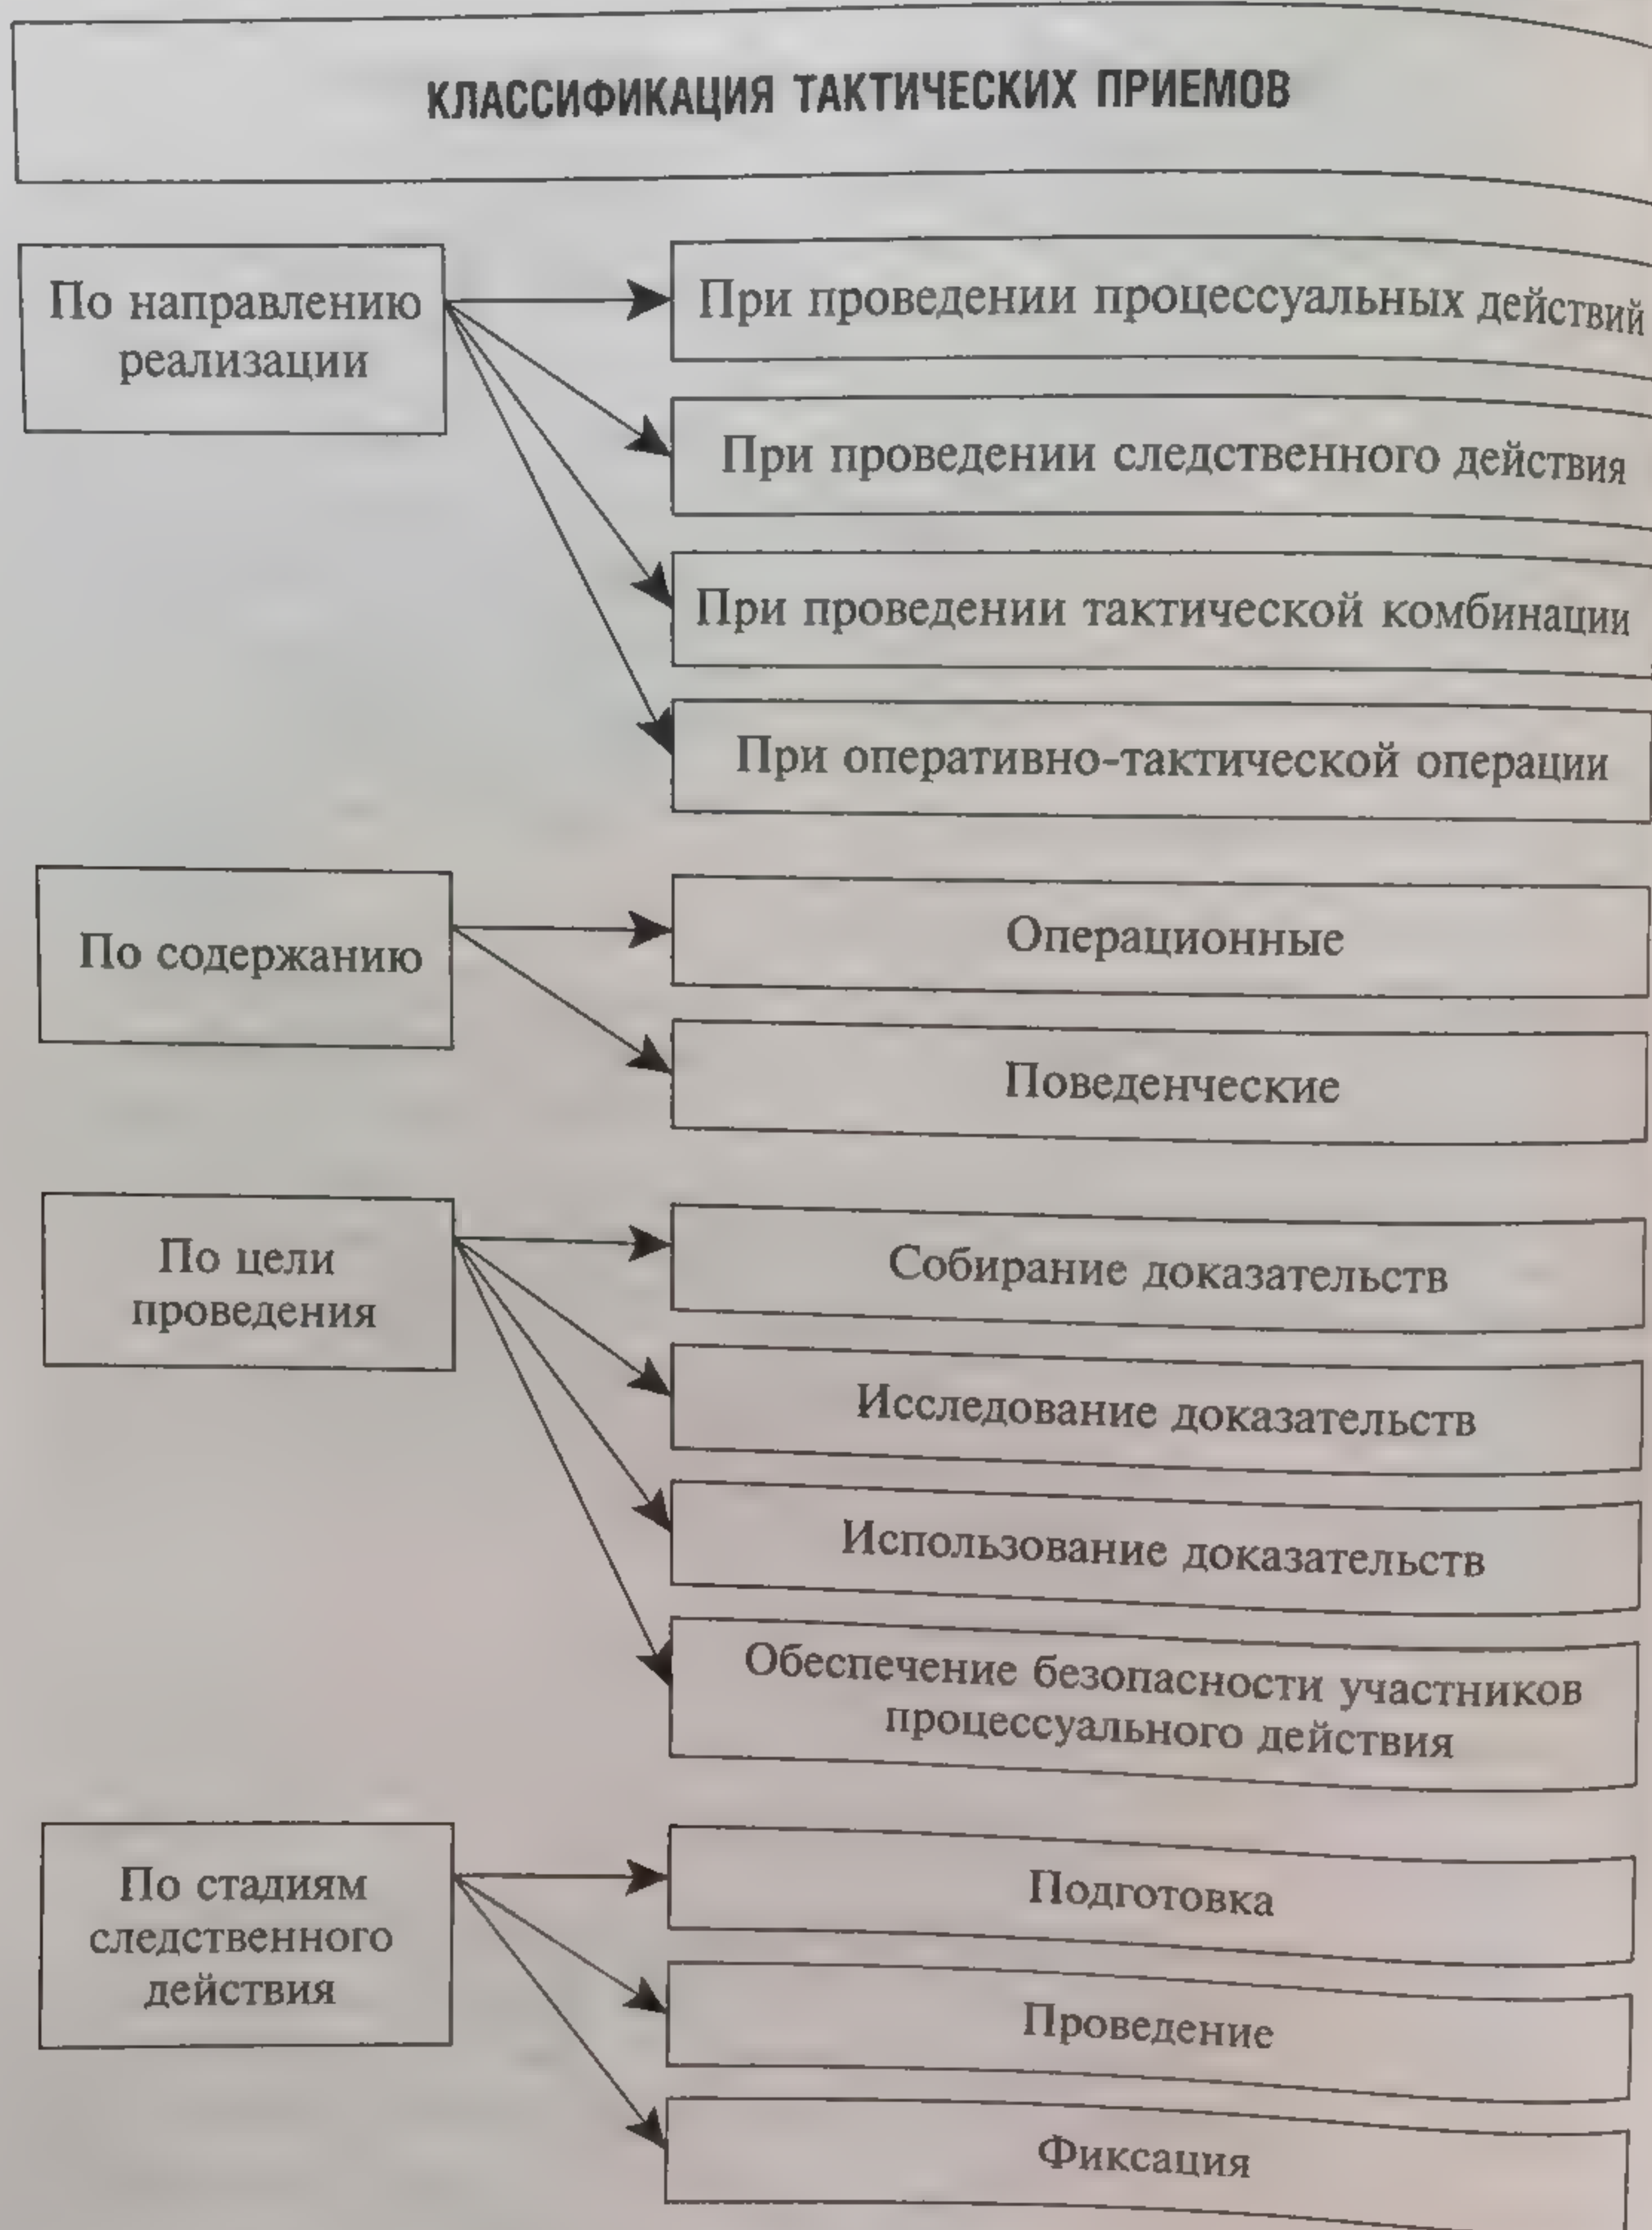 КЛАССИФИКАЦИЯ ТАКТИЧЕСКИХ ПРИЕМОВ
По направлению
реализации
При проведении процессуальных действий
При проведении следственного действия
При проведении тактической комбинации
При оперативно-тактической операции
По содержанию
Операционные
Поведенческие
По цели
проведения
Собирание доказательств
Исследование доказательств
Использование доказательств
Обеспечение безопасности участников
процессуального действия
По стадиям
следственного
действия
Подготовка
Проведение
Фиксация